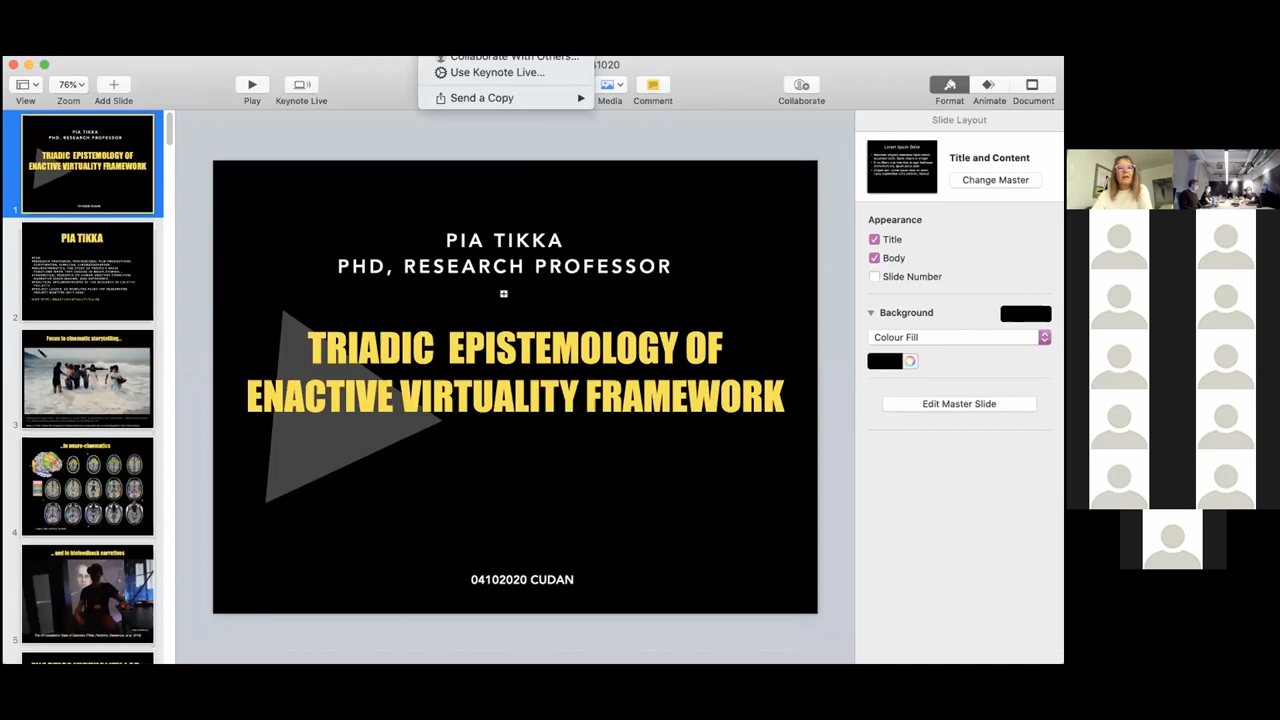 Collaborate With Others...
Use Keynote Live...
Send a Copy
41020
View
76%
Zoom
Add Slide
Play
Keynote Live
Media
Comment
Collaborate
Format
Animate
Document
PIA TIKKA
PHD, RESEARCH PROFESSOR
TRIADIC EPISTEMOLOGY OF
ENACTIVE VIRTUALITY FRAMEWORK
1
PIA TIKKA
2
Focus in cinematic storytelling...
3
...in neuro-cinematics
4
... and in biofeedback narratives
5
PIA TIKKA
PHD, RESEARCH PROFESSOR
TRIADIC EPISTEMOLOGY OF
ENACTIVE VIRTUALITY FRAMEWORK
04102020 CUDAN
Slide Layout
Title and Content
Change Master
Appearance
Title
Body
Slide Number
Background
Colour Fill
Edit Master Slide